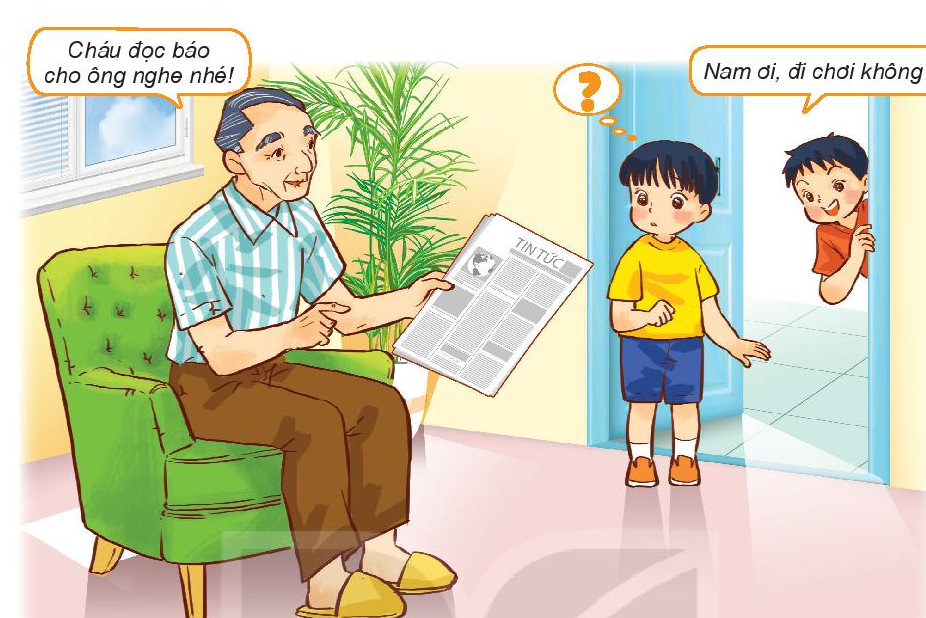 Cháu đọc báo
cho ông nghe nhé!
?
Nam ơi, đi chơi không
TIN TỨC